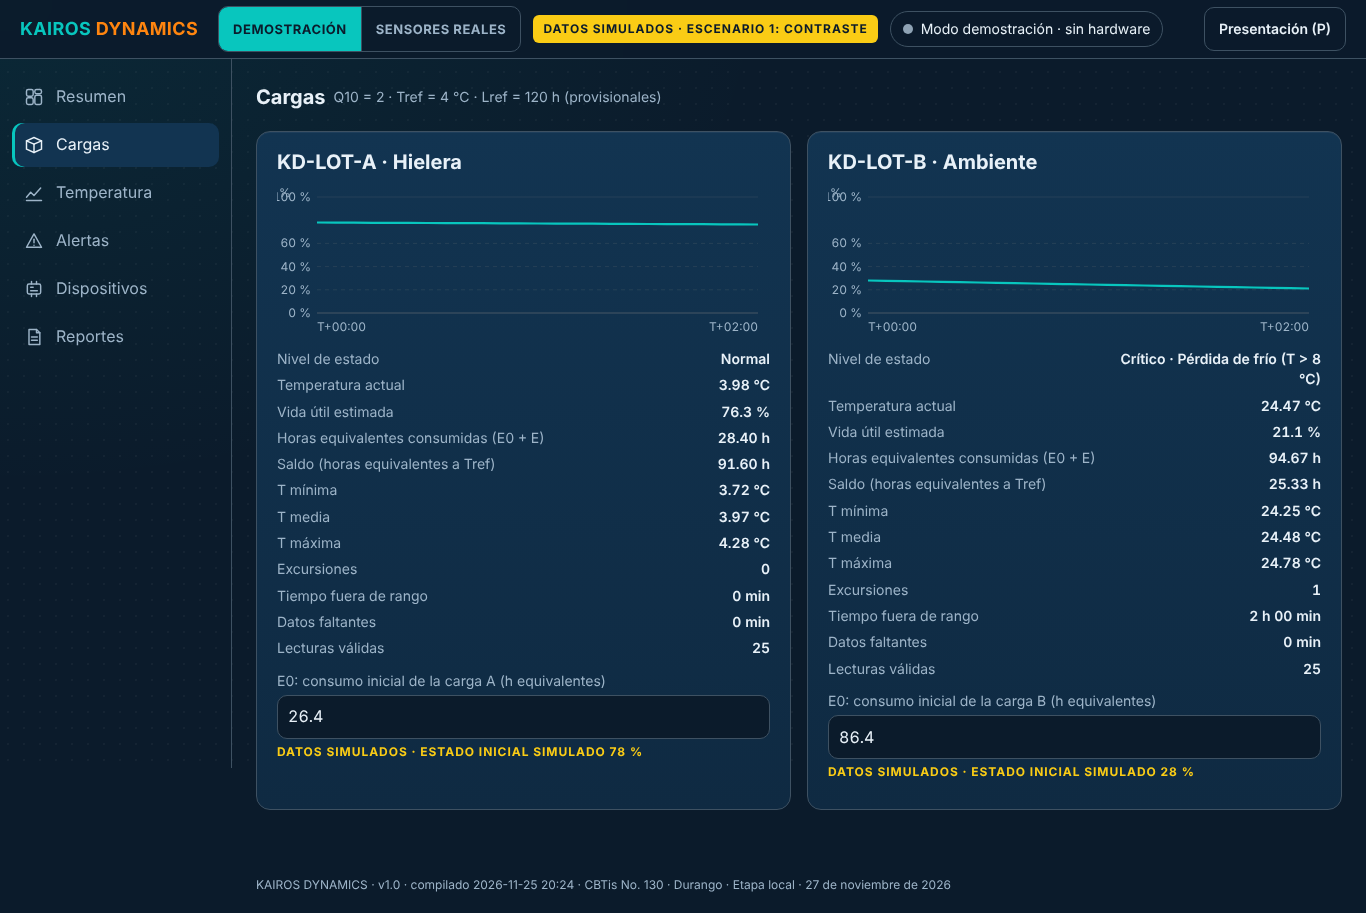 KAIROS DYNAMICS
DEMOSTRACIÓN
SENSORES REALES
DATOS SIMULADOS · ESCENARIO 1: CONTRASTE
Modo demostración · sin hardware
Presentación (P)
Resumen
Cargas
Temperatura
Alertas
Dispositivos
Reportes
Cargas Q10 = 2 · Tref = 4 °C · Lref = 120 h (provisionales)
KD-LOT-A · Hielera
%
100 %
60 %
40 %
20 %
0 %
T+00:00 T+02:00
Nivel de estado Normal
Temperatura actual 3.98 °C
Vida útil estimada 76.3 %
Horas equivalentes consumidas (E0 + E) 28.40 h
Saldo (horas equivalentes a Tref) 91.60 h
T mínima 3.72 °C
T media 3.97 °C
T máxima 4.28 °C
Excursiones 0
Tiempo fuera de rango 0 min
Datos faltantes 0 min
Lecturas válidas 25
E0: consumo inicial de la carga A (h equivalentes)
26.4
DATOS SIMULADOS · ESTADO INICIAL SIMULADO 78 %
KD-LOT-B · Ambiente
%
100 %
60 %
40 %
20 %
0 %
T+00:00 T+02:00
Nivel de estado Crítico · Pérdida de frío (T > 8
°C)
Temperatura actual 24.47 °C
Vida útil estimada 21.1 %
Horas equivalentes consumidas (E0 + E) 94.67 h
Saldo (horas equivalentes a Tref) 25.33 h
T mínima 24.25 °C
T media 24.48 °C
T máxima 24.78 °C
Excursiones 1
Tiempo fuera de rango 2 h 00 min
Datos faltantes 0 min
Lecturas válidas 25
E0: consumo inicial de la carga B (h equivalentes)
86.4
DATOS SIMULADOS · ESTADO INICIAL SIMULADO 28 %
KAIROS DYNAMICS · v1.0 · compilado 2026-11-25 20:24 · CBTis No. 130 · Durango · Etapa local · 27 de noviembre de 2026